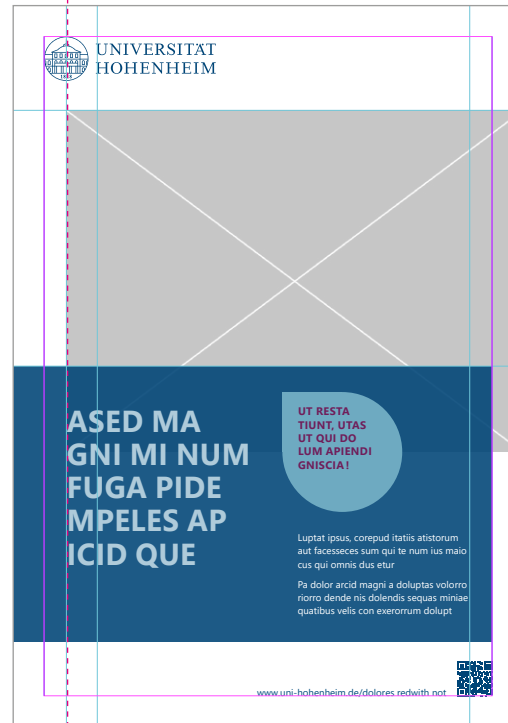 UNIVERSITÄT
HOHENHEIM
1818
ASED MA
GNI MI NUM
FUGA PIDE
MPELES AP
ICID QUE
UT RESTA
TIUNT, UTAS
UT QUI DO
LUM APIENDI
GNISCIA!
Luptat ipsus, corepud itatiis atistorum
aut facesseces sum qui te num ius maio
cus qui omnis dus etur
Pa dolor arcid magni a doluptas volorro
riorro dende nis dolendis sequas miniae
quatibus velis con exerorrum dolupt
www.uni-hohenheim.de/dolores redwith not